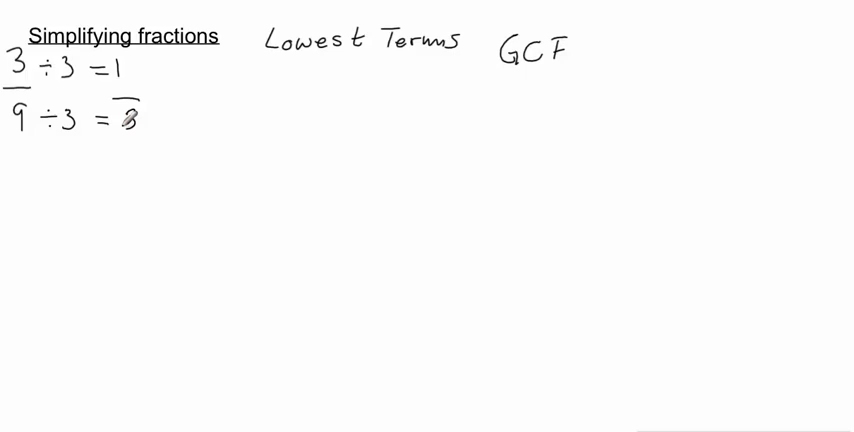 Simplifying fractions Lowest Terms GCF
3 ÷ 3 = 1
9 ÷ 3 = 3